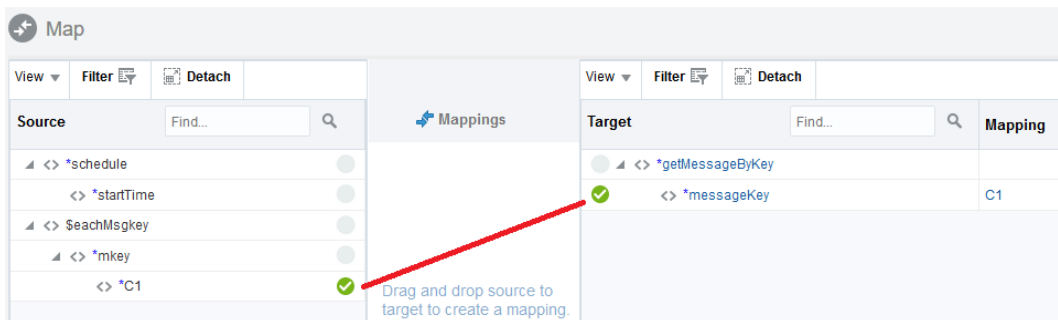 Map
View Filter Detach
View Filter Detach
Source Find...
Mappings
Target Find... Mapping
<> *schedule
<> *startTime
<> $eachMsgkey
<> *mkey
<> *C1
<> *getMessageByKey
<> *messageKey C1
Drag and drop source to
target to create a mapping.